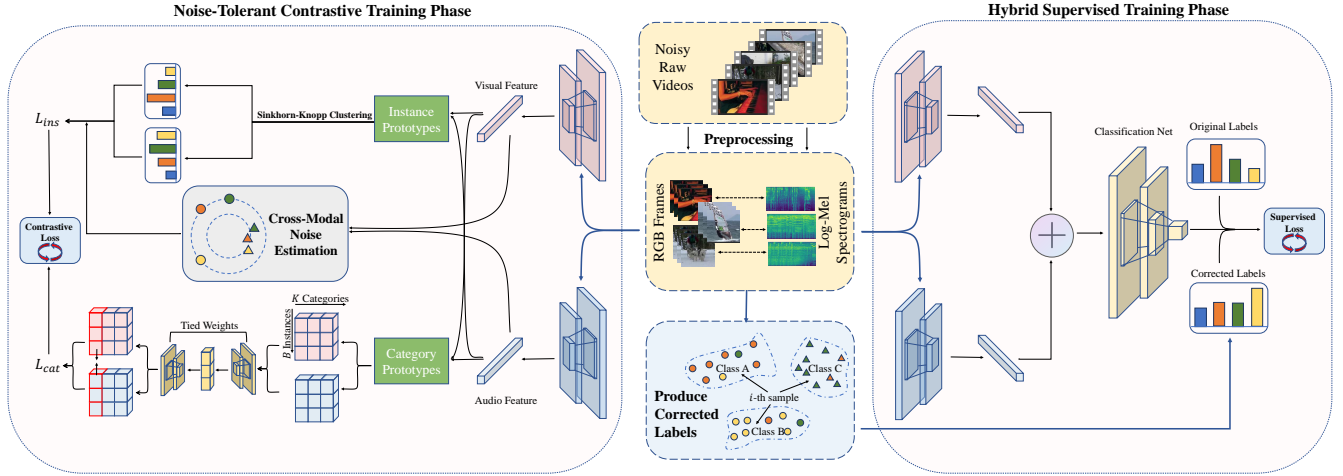 Noise-Tolerant Contrastive Training Phase
Hybrid Supervised Training Phase
Noisy
Raw
Videos
Preprocessing
RGB Frames
Log-Mel
Spectrograms
Produce
Corrected
Labels
Class A
Class C
i-th sample
Class B
Visual Feature
Instance
Prototypes
Sinkhorn-Knopp Clustering
L_ins
Cross-Modal
Noise
Estimation
Contrastive
Loss
K Categories
B Instances
Tied Weights
L_cat
Category
Prototypes
Audio Feature
Classification Net
Original Labels
Supervised
Loss
Corrected Labels